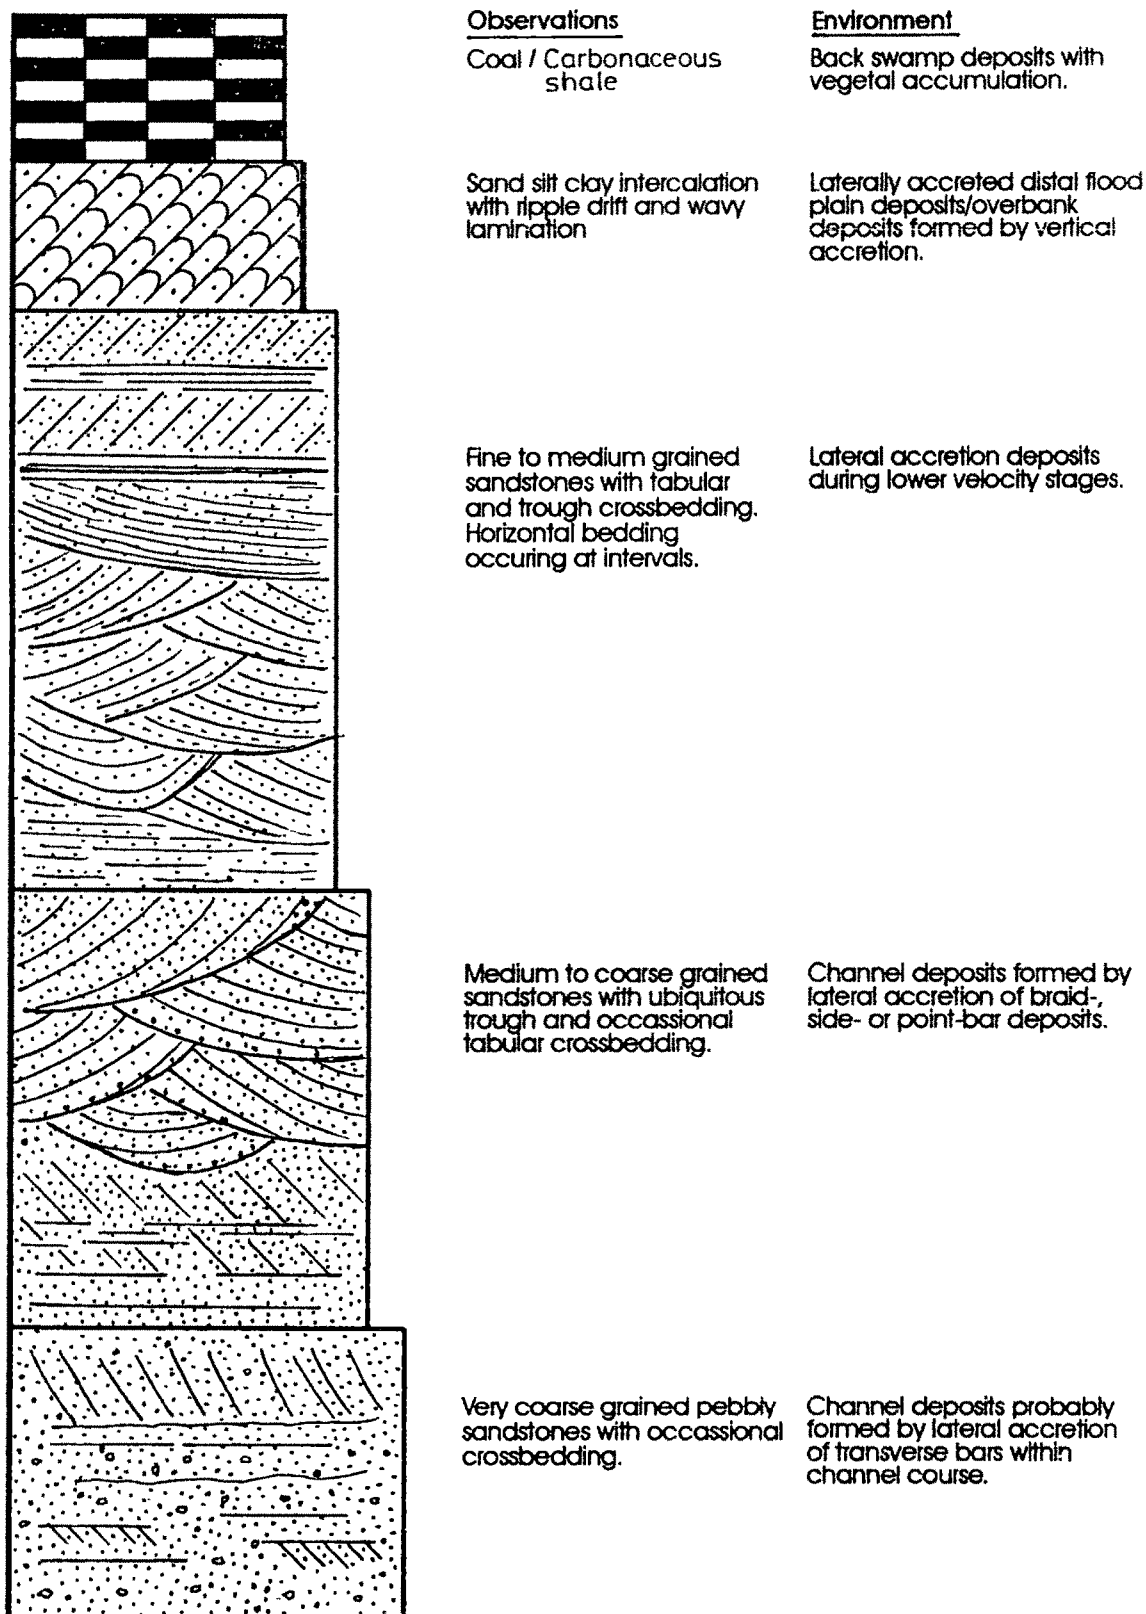 Observations
Environment
Coal / Carbonaceous
shale
Back swamp deposits with
vegetal accumulation.
Sand silt clay intercalation
with ripple drift and wavy
lamination
Laterally accreted distal flood
plain deposits/overbank
deposits formed by vertical
accretion.
Fine to medium grained
sandstones with tabular
and trough crossbedding.
Horizontal bedding
occuring at intervals.
Lateral accretion deposits
during lower velocity stages.
Medium to coarse grained
sandstones with ubiquitous
trough and occassional
tabular crossbedding.
Channel deposits formed by
lateral accretion of braid-,
side- or point-bar deposits.
Very coarse grained pebbly
sandstones with occassional
crossbedding.
Channel deposits probably
formed by lateral accretion
of transverse bars within
channel course.